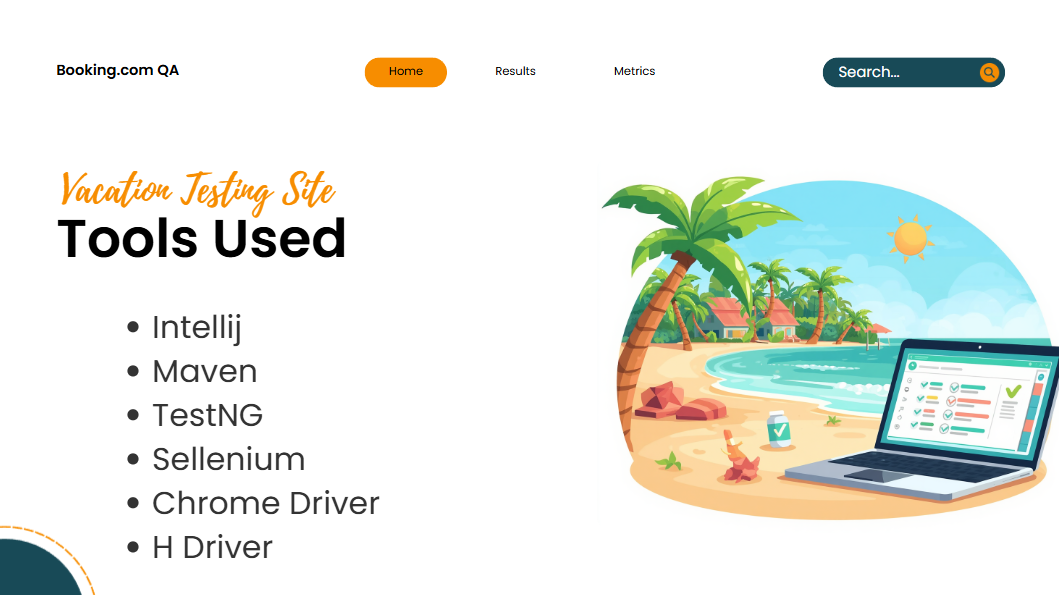 Booking.com QA
Home
Results
Metrics
Search...
Vacation Testing Site
Tools Used
• Intellij
• Maven
• TestNG
• Sellenium
• Chrome Driver
• H Driver